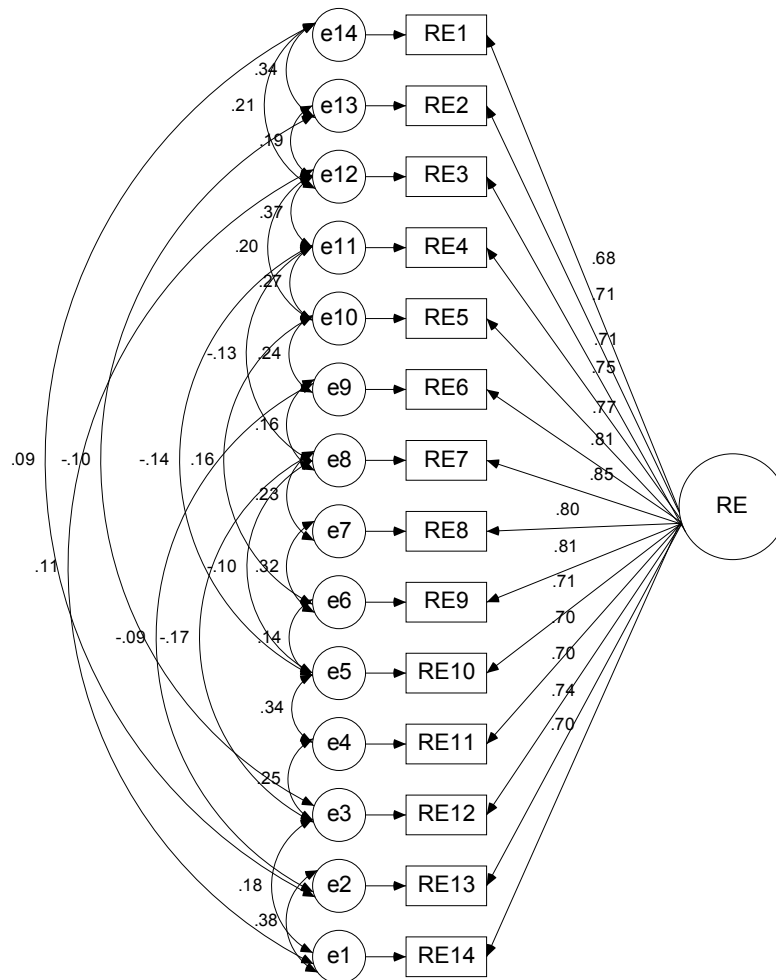 e14 RE1
.34
.21
e13 RE2
.19
e12 RE3
.37
.20
e11 RE4
.68
.27
.71
e10 RE5
.71
-.13 .24
.75
e9 RE6
.77
.16
.81
.09 -.10 -.14 .16
e8 RE7
.85
.23
RE
.80
e7 RE8
.81
.11 -.10 .32
.71
e6 RE9
.70
-.09 -.17 .14
.70
e5 RE10
.74
.34
.70
e4 RE11
.25
e3 RE12
.18
e2 RE13
.38
e1 RE14